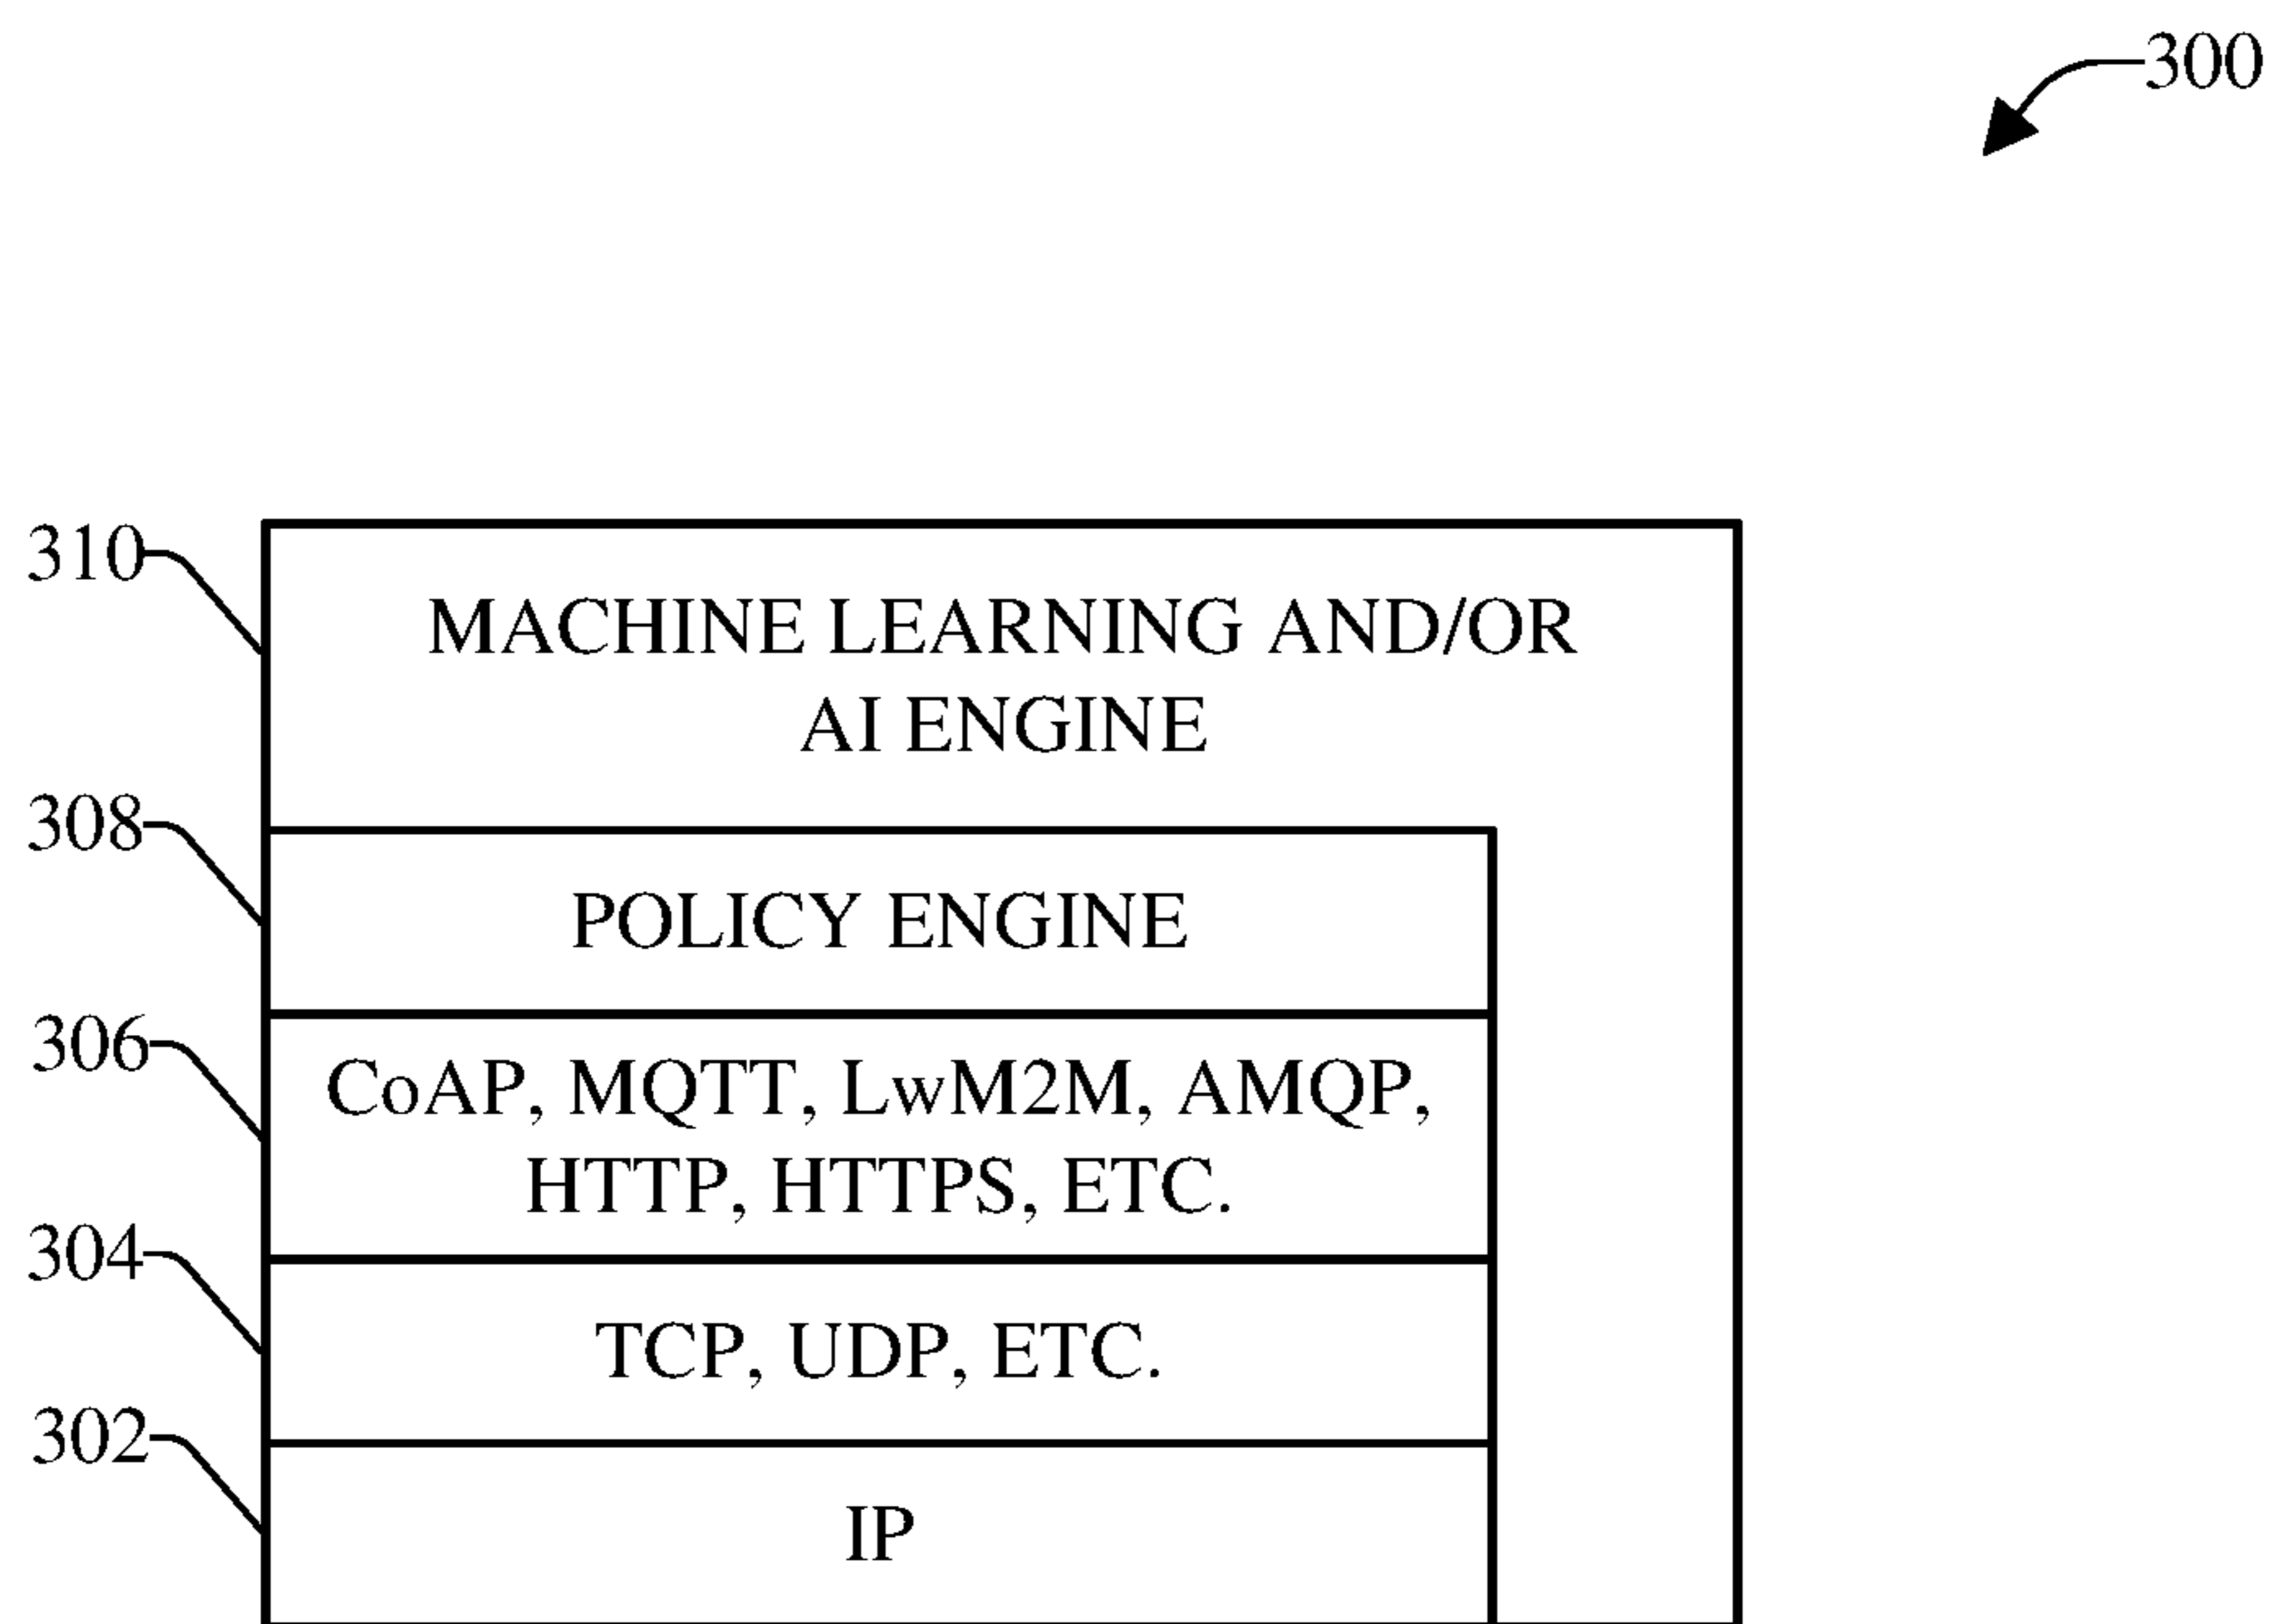 300
310
MACHINE LEARNING AND/OR
AI ENGINE
308
POLICY ENGINE
306
CoAP, MQTT, LwM2M, AMQP,
HTTP, HTTPS, ETC.
304
TCP, UDP, ETC.
302
IP